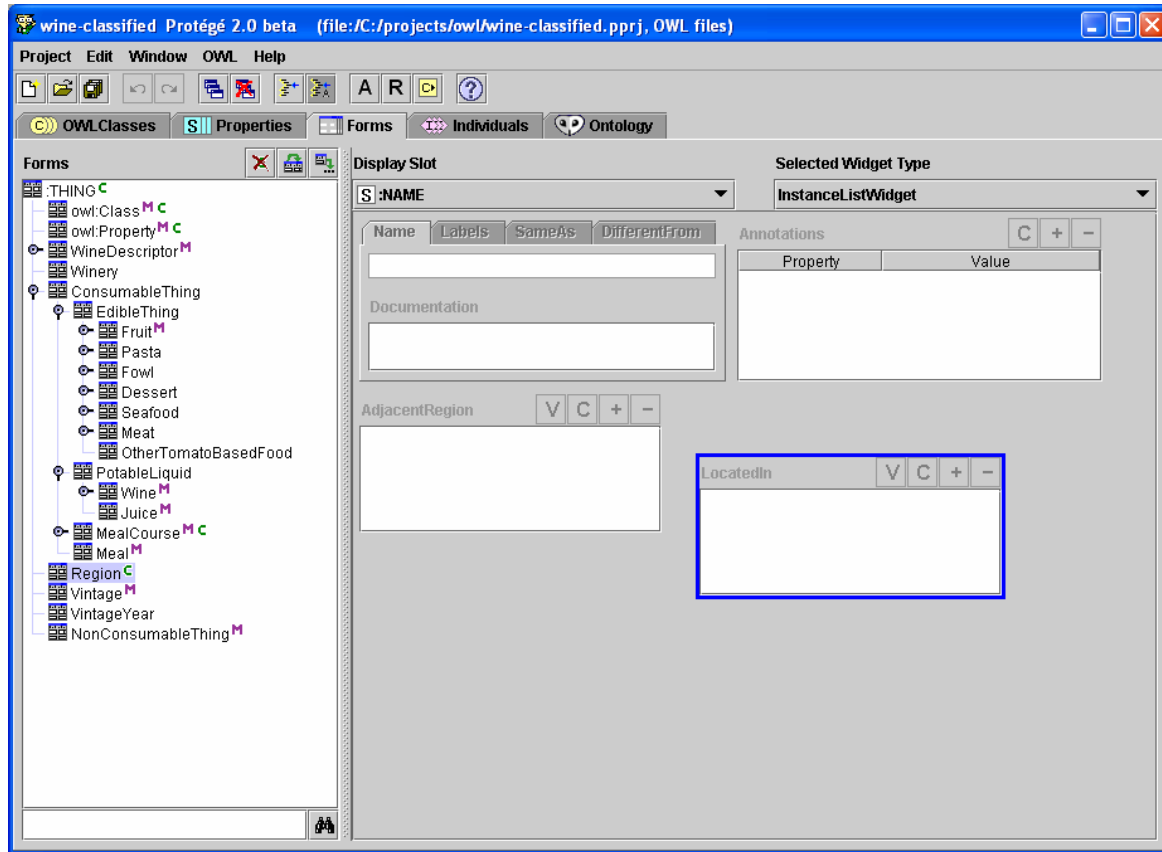 wine-classified Protégé 2.0 beta (file:/C:/projects/owl/wine-classified.pprj, OWL files)
Project Edit Window OWL Help
A R C ?
C OWLClasses S Properties Forms I Individuals Ontology
Forms
:THING C
owl:Class M C
owl:Property M C
WineDescriptor M
Winery
ConsumableThing
EdibleThing
Fruit M
Pasta
Fowl
Dessert
Seafood
Meat
OtherTomatoBasedFood
PotableLiquid
Wine M
Juice M
MealCourse M C
Meal M
Region C
Vintage M
VintageYear
NonConsumableThing M
Display Slot Selected Widget Type
S :NAME InstanceListWidget
Name Labels SameAs DifferentFrom
Documentation
Annotations C + −
Property Value
AdjacentRegion V C + −
LocatedIn V C + −